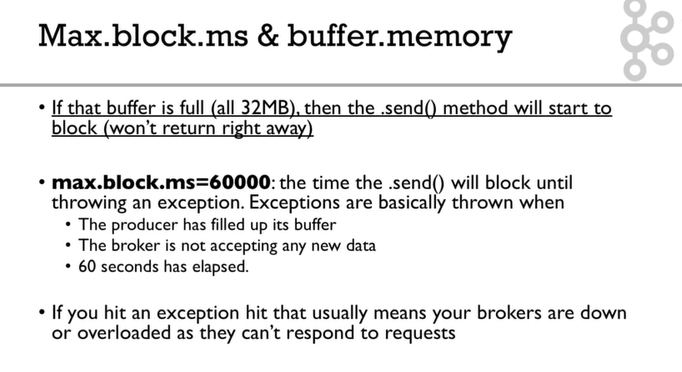 Max.block.ms & buffer.memory
• If that buffer is full (all 32MB), then the .send() method will start to
block (won't return right away)
• max.block.ms=60000: the time the .send() will block until
throwing an exception. Exceptions are basically thrown when
• The producer has filled up its buffer
• The broker is not accepting any new data
• 60 seconds has elapsed.
• If you hit an exception hit that usually means your brokers are down
or overloaded as they can't respond to requests